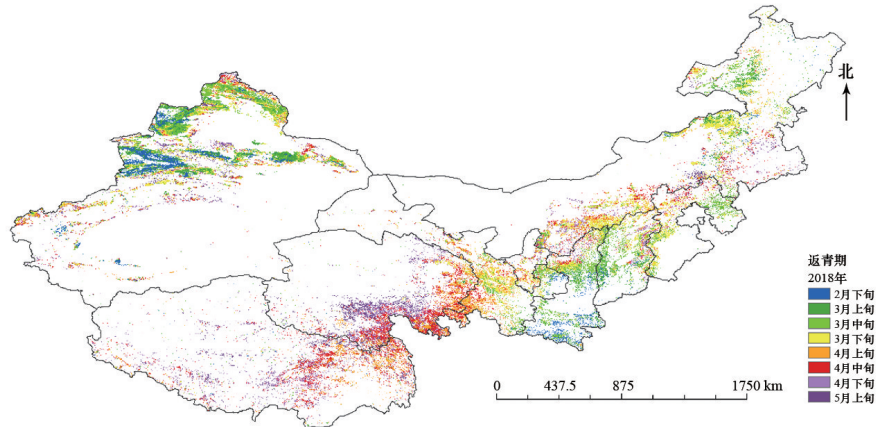 北
返青期
2018年
2月下旬
3月上旬
3月中旬
3月下旬
4月上旬
4月中旬
4月下旬
5月上旬
0 437.5 875 1750 km